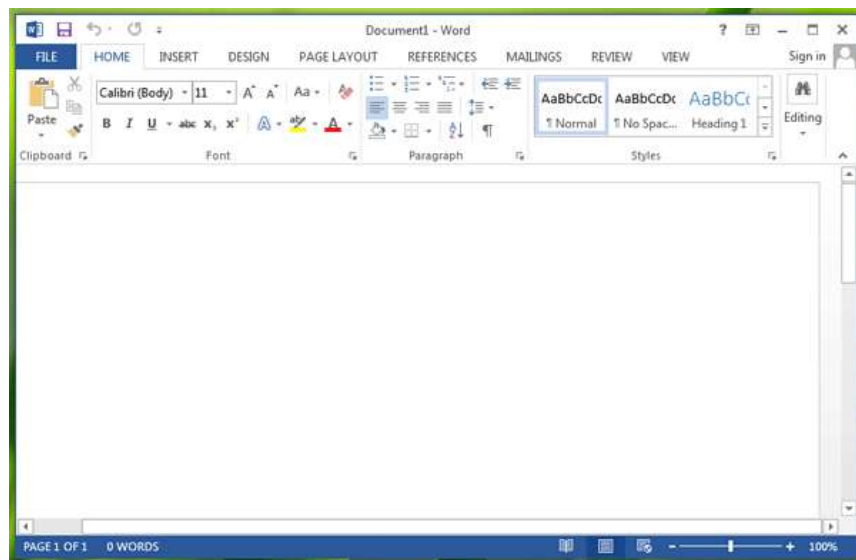 Document1 - Word
FILE HOME INSERT DESIGN PAGE LAYOUT REFERENCES MAILINGS REVIEW VIEW Sign in
Paste
Calibri (Body) 11 Aa
B I U abc x, x² A ab A
AaBbCcDc AaBbCcDc AaBbCc
¶ Normal ¶ No Spac... Heading 1
Editing
Clipboard Font Paragraph Styles
PAGE 1 OF 1 0 WORDS 100%